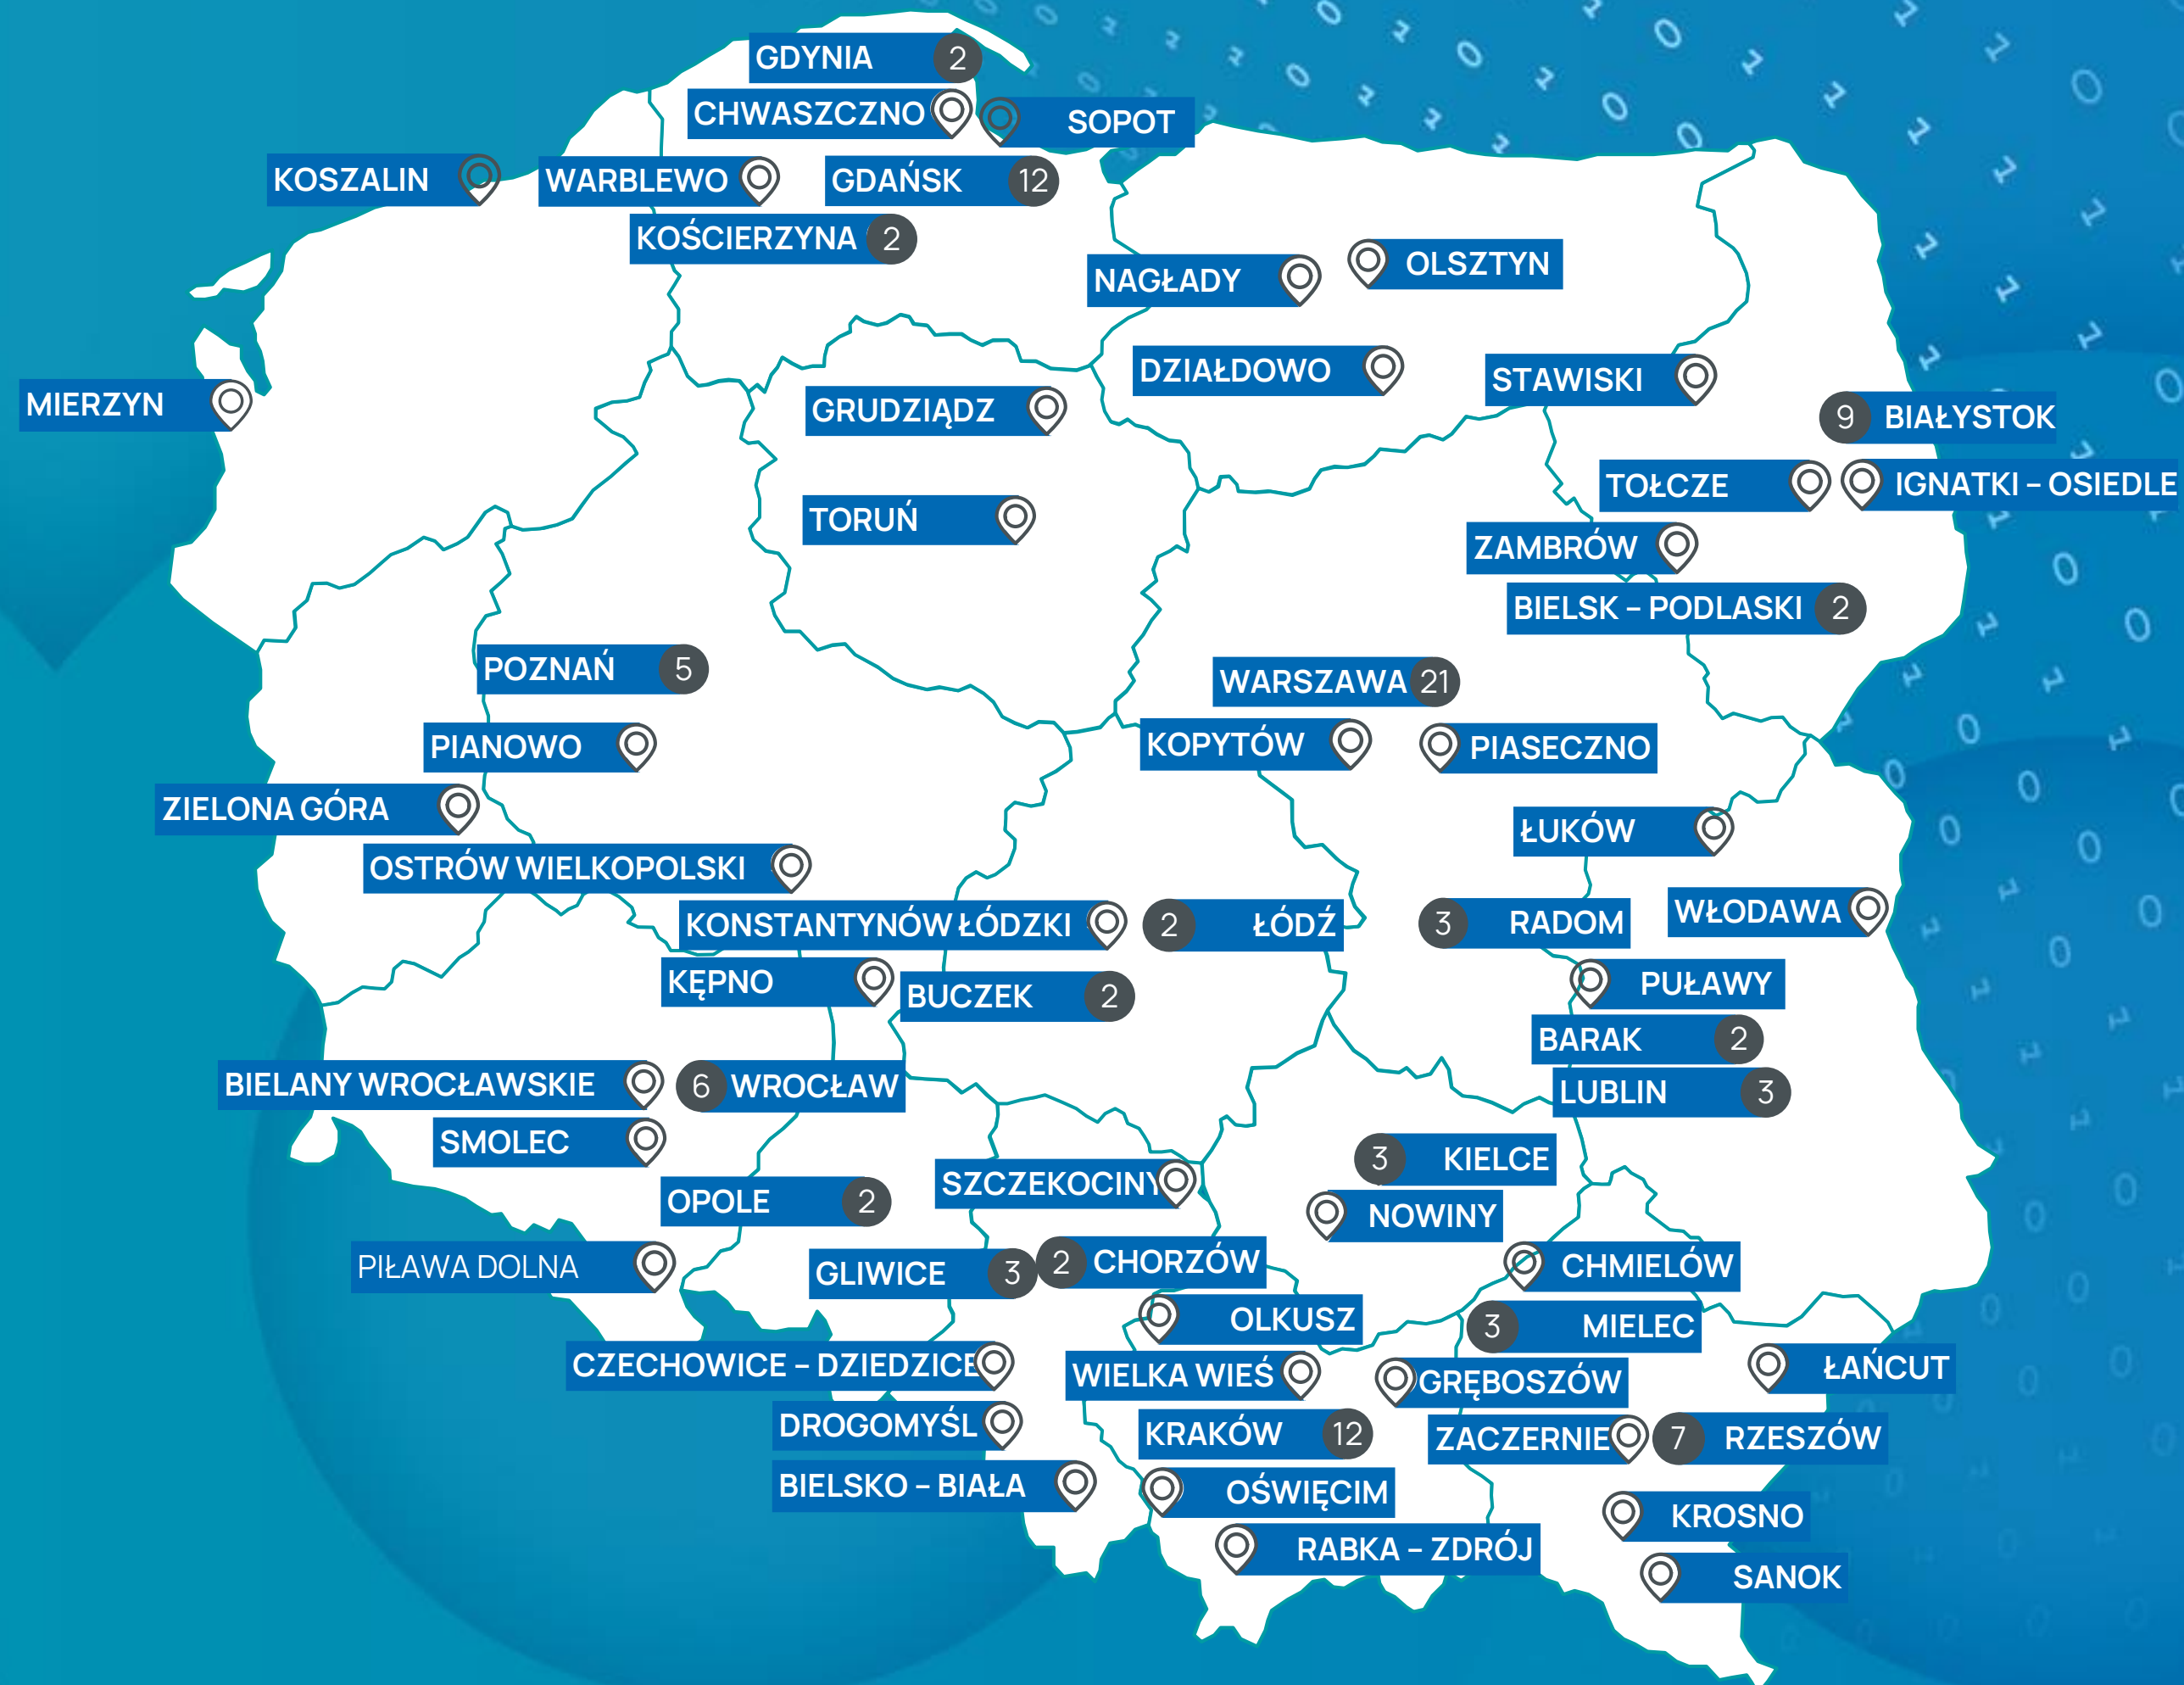 GDYNIA 2
CHWASZCZNO
SOPOT
KOSZALIN
WARBLEWO
GDAŃSK 12
KOŚCIERZYNA 2
NAGŁADY
OLSZTYN
DZIAŁDOWO
STAWISKI
MIERZYN
GRUDZIĄDZ
9 BIAŁYSTOK
TOŁCZE
IGNATKI – OSIEDLE
TORUŃ
ZAMBRÓW
BIELSK – PODLASKI 2
POZNAŃ 5
WARSZAWA 21
PIANOWO
KOPYTÓW
PIASECZNO
ZIELONA GÓRA
ŁUKÓW
OSTRÓW WIELKOPOLSKI
WŁODAWA
KONSTANTYNÓW ŁÓDZKI
2 ŁÓDŹ
3 RADOM
KĘPNO
BUCZEK 2
PUŁAWY
BARAK 2
BIELANY WROCŁAWSKIE
6 WROCŁAW
LUBLIN 3
SMOLEC
3 KIELCE
SZCZEKOCINY
OPOLE 2
NOWINY
PIŁAWA DOLNA
GLIWICE 3
2 CHORZÓW
CHMIELÓW
OLKUSZ
3 MIELEC
CZECHOWICE – DZIEDZICE
WIELKA WIEŚ
GRĘBOSZÓW
ŁAŃCUT
DROGOMYŚL
KRAKÓW 12
ZACZERNIE
7 RZESZÓW
BIELSKO – BIAŁA
OŚWIĘCIM
KROSNO
RABKA – ZDRÓJ
SANOK